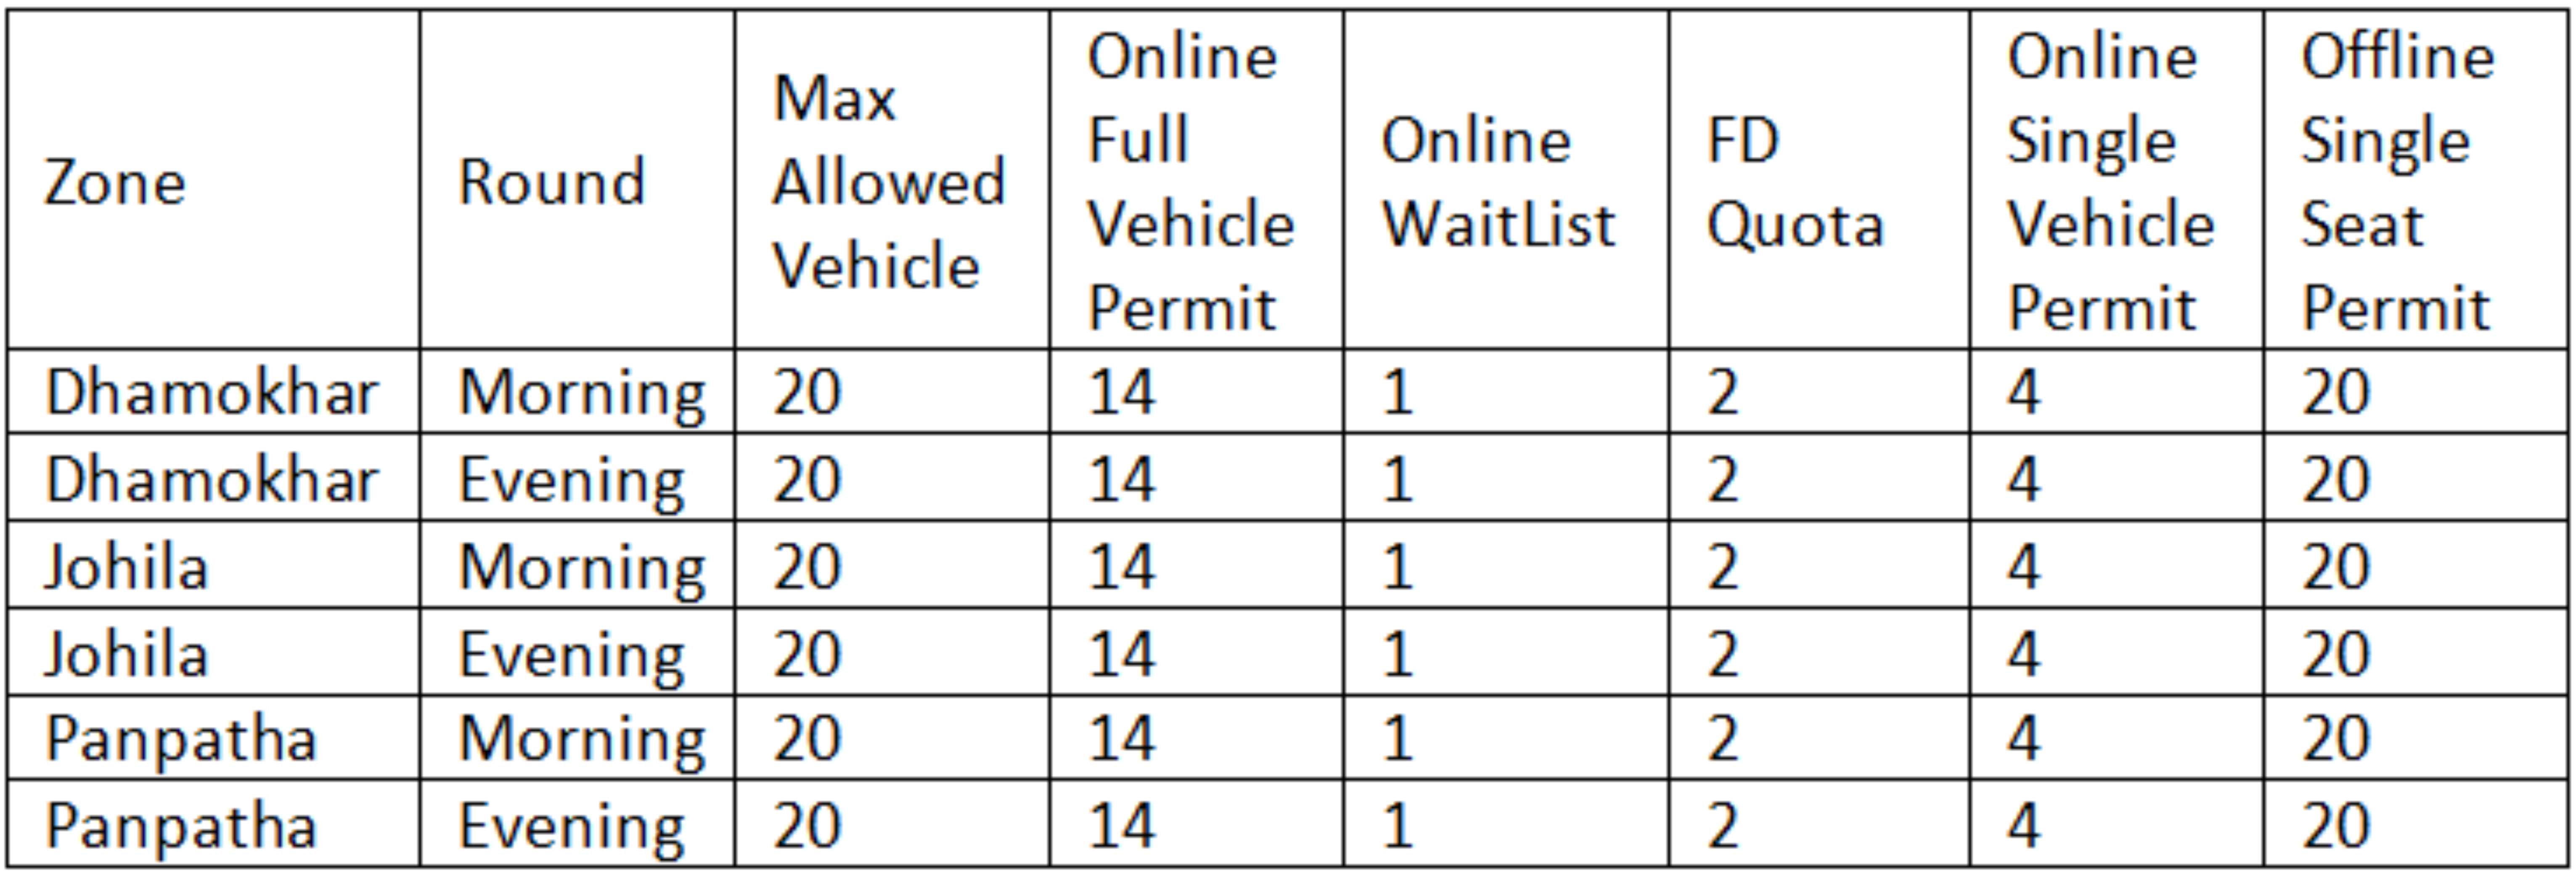 Zone Round Max Allowed Vehicle Online Full Vehicle Permit Online WaitList FD Quota Online Single Vehicle Permit Offline Single Seat Permit
Dhamokhar Morning 20 14 1 2 4 20
Dhamokhar Evening 20 14 1 2 4 20
Johila Morning 20 14 1 2 4 20
Johila Evening 20 14 1 2 4 20
Panpatha Morning 20 14 1 2 4 20
Panpatha Evening 20 14 1 2 4 20